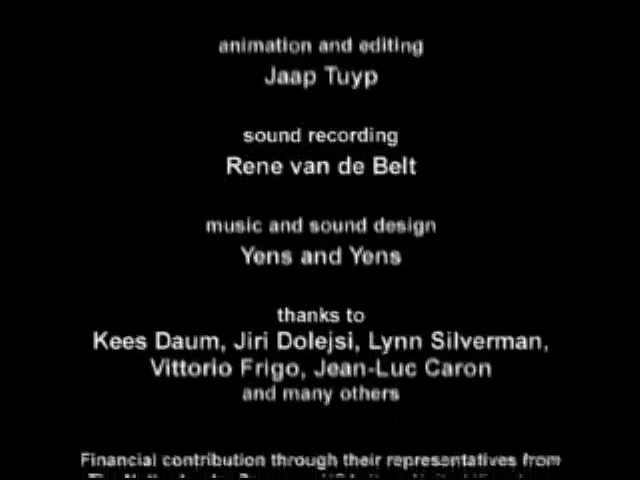 animation and editing
Jaap Tuyp
sound recording
Rene van de Belt
music and sound design
Yens and Yens
thanks to
Kees Daum, Jiri Dolejsi, Lynn Silverman,
Vittorio Frigo, Jean-Luc Caron
and many others
Financial contribution through their representatives from